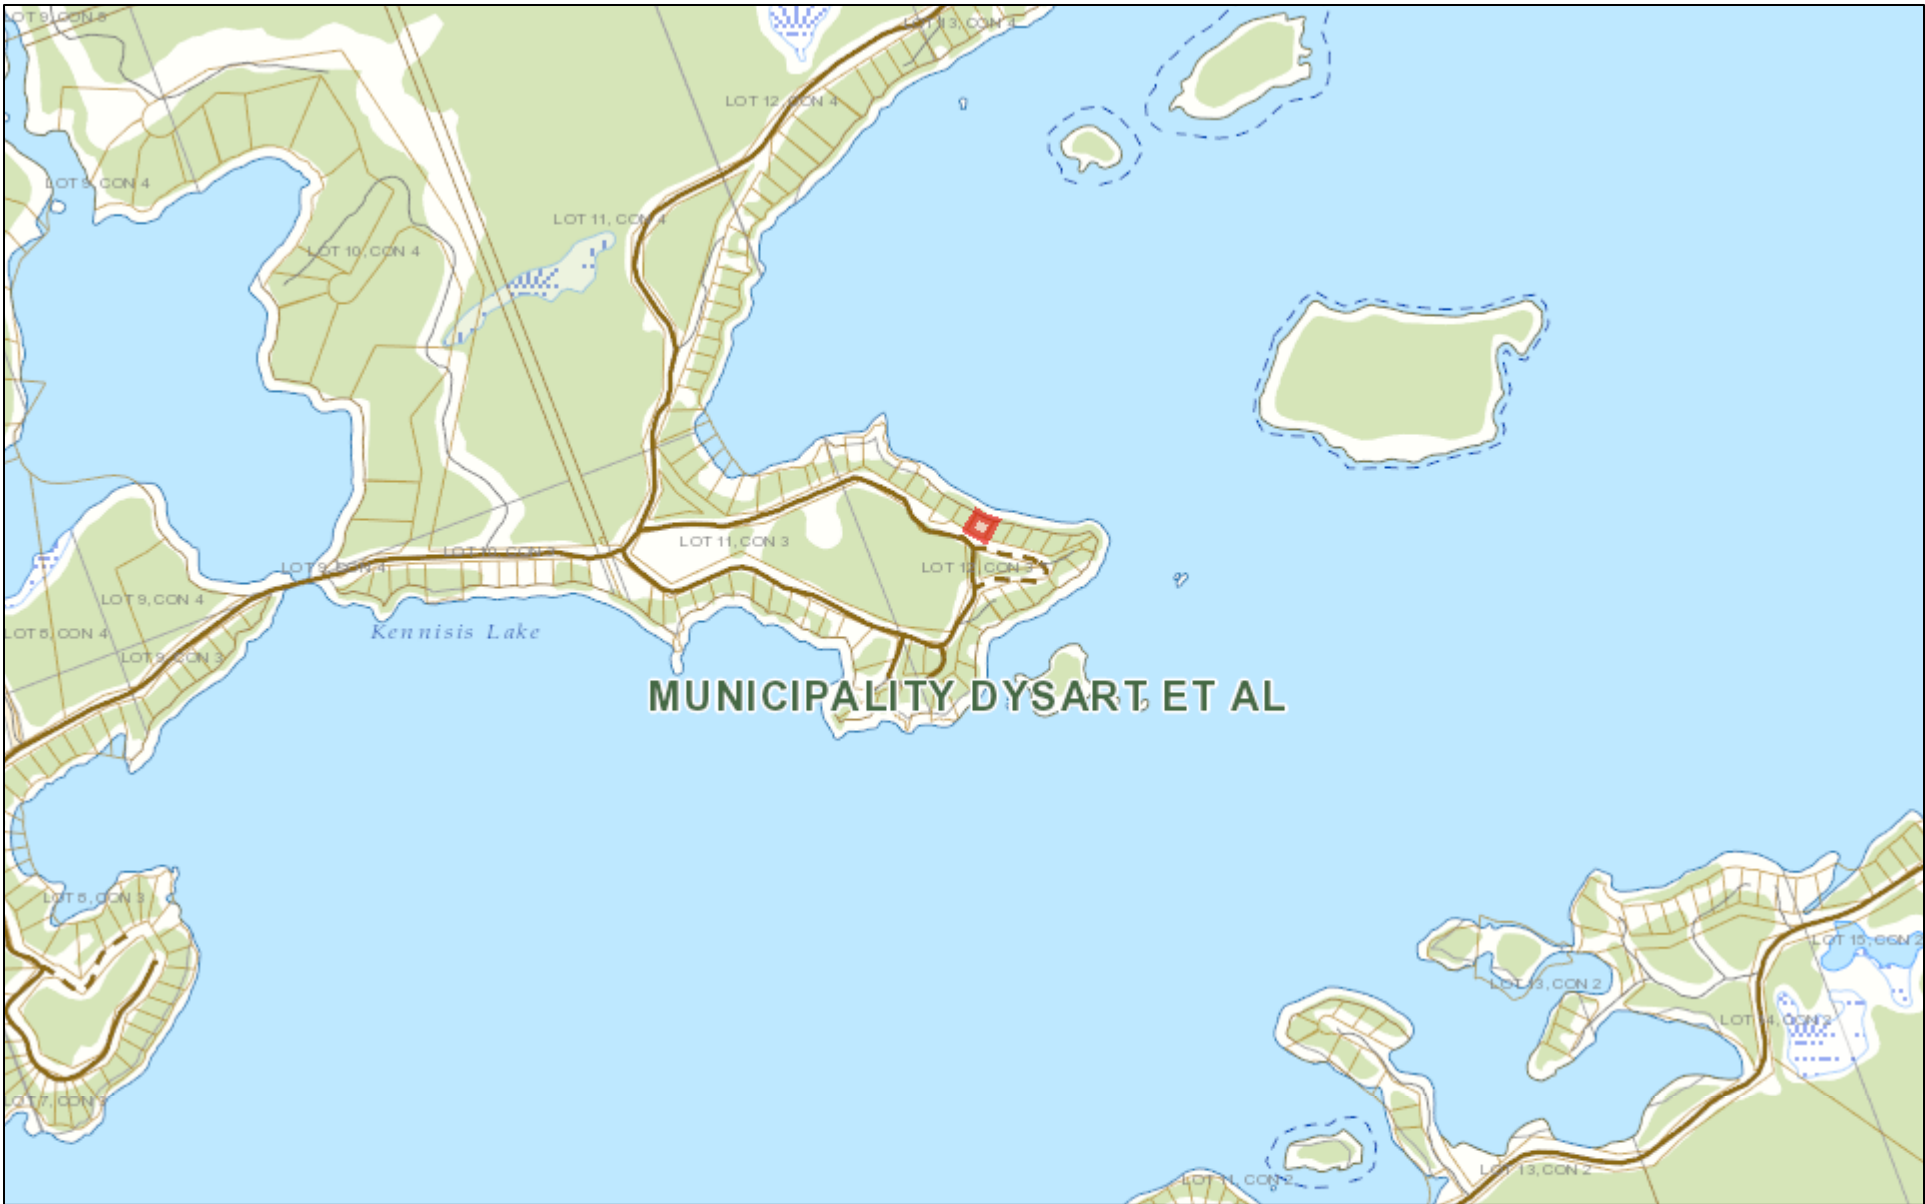 LOT 9, CON 5
LOT 13, CON 4
LOT 12, CON 4
LOT 9, CON 4
LOT 11, CON 4
LOT 10, CON 4
LOT 11, CON 3
LOT 10, CON 3
LOT 9, CON 4
LOT 12, CON 3
LOT 9, CON 4
LOT 8, CON 4
Kennisis Lake
LOT 9, CON 3
MUNICIPALITY DYSART ET AL
LOT 8, CON 3
LOT 15, CON 2
LOT 13, CON 2
LOT 14, CON 2
LOT 7, CON 3
LOT 13, CON 2
LOT 11, CON 2